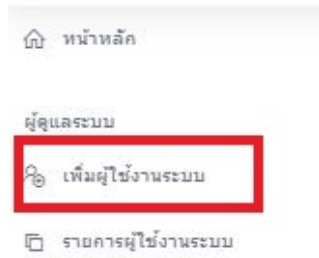 หน้าหลัก
ผู้ดูแลระบบ
เพิ่มผู้ใช้งานระบบ
รายการผู้ใช้งานระบบ